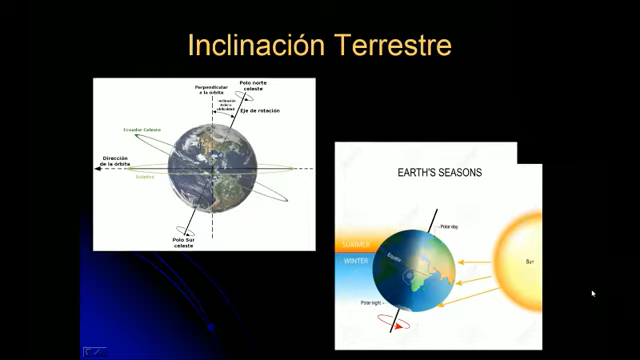 Inclinación Terrestre
Polo norte
celeste
Perpendicular
a la órbita
Eje de rotación
Ecuador Celeste
Dirección
de la órbita
Eclíptica
Polo Sur
celeste
EARTH'S SEASONS
Polar day
SUMMER
WINTER
Equator
Sun
Polar night